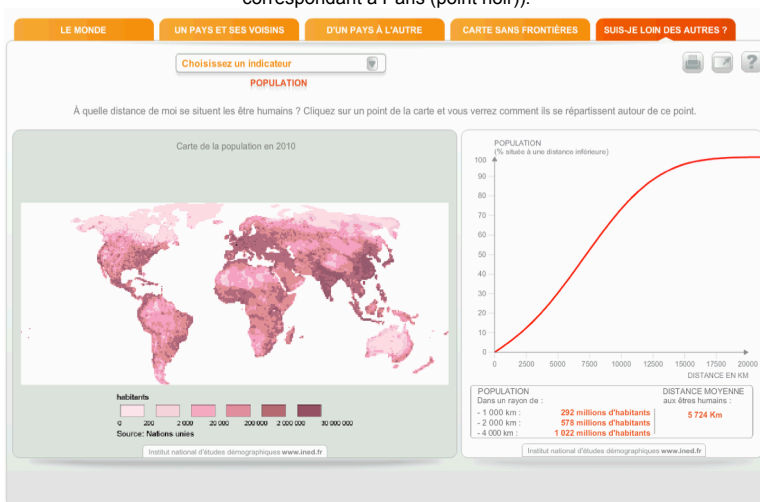 correspondant à Paris (point noir)).
LE MONDE
UN PAYS ET SES VOISINS
D'UN PAYS À L'AUTRE
CARTE SANS FRONTIÈRES
SUIS-JE LOIN DES AUTRES ?
Choisissez un indicateur
POPULATION
?
À quelle distance de moi se situent les être humains ? Cliquez sur un point de la carte et vous verrez comment ils se répartissent autour de ce point.
Carte de la population en 2010
habitants
0 200 2 000 20 000 200 000 2 000 000 30 000 000
Source: Nations unies
Institut national d'études démographiques www.ined.fr
POPULATION
(% située à une distance inférieure)
100
90
80
70
60
50
40
30
20
10
0
0 2500 5000 7500 10000 12500 15000 17500 20000
DISTANCE EN KM
POPULATION
Dans un rayon de :
- 1 000 km : 292 millions d'habitants
- 2 000 km : 578 millions d'habitants
- 4 000 km : 1 022 millions d'habitants
DISTANCE MOYENNE
aux êtres humains :
5 724 Km
Institut national d'études démographiques www.ined.fr